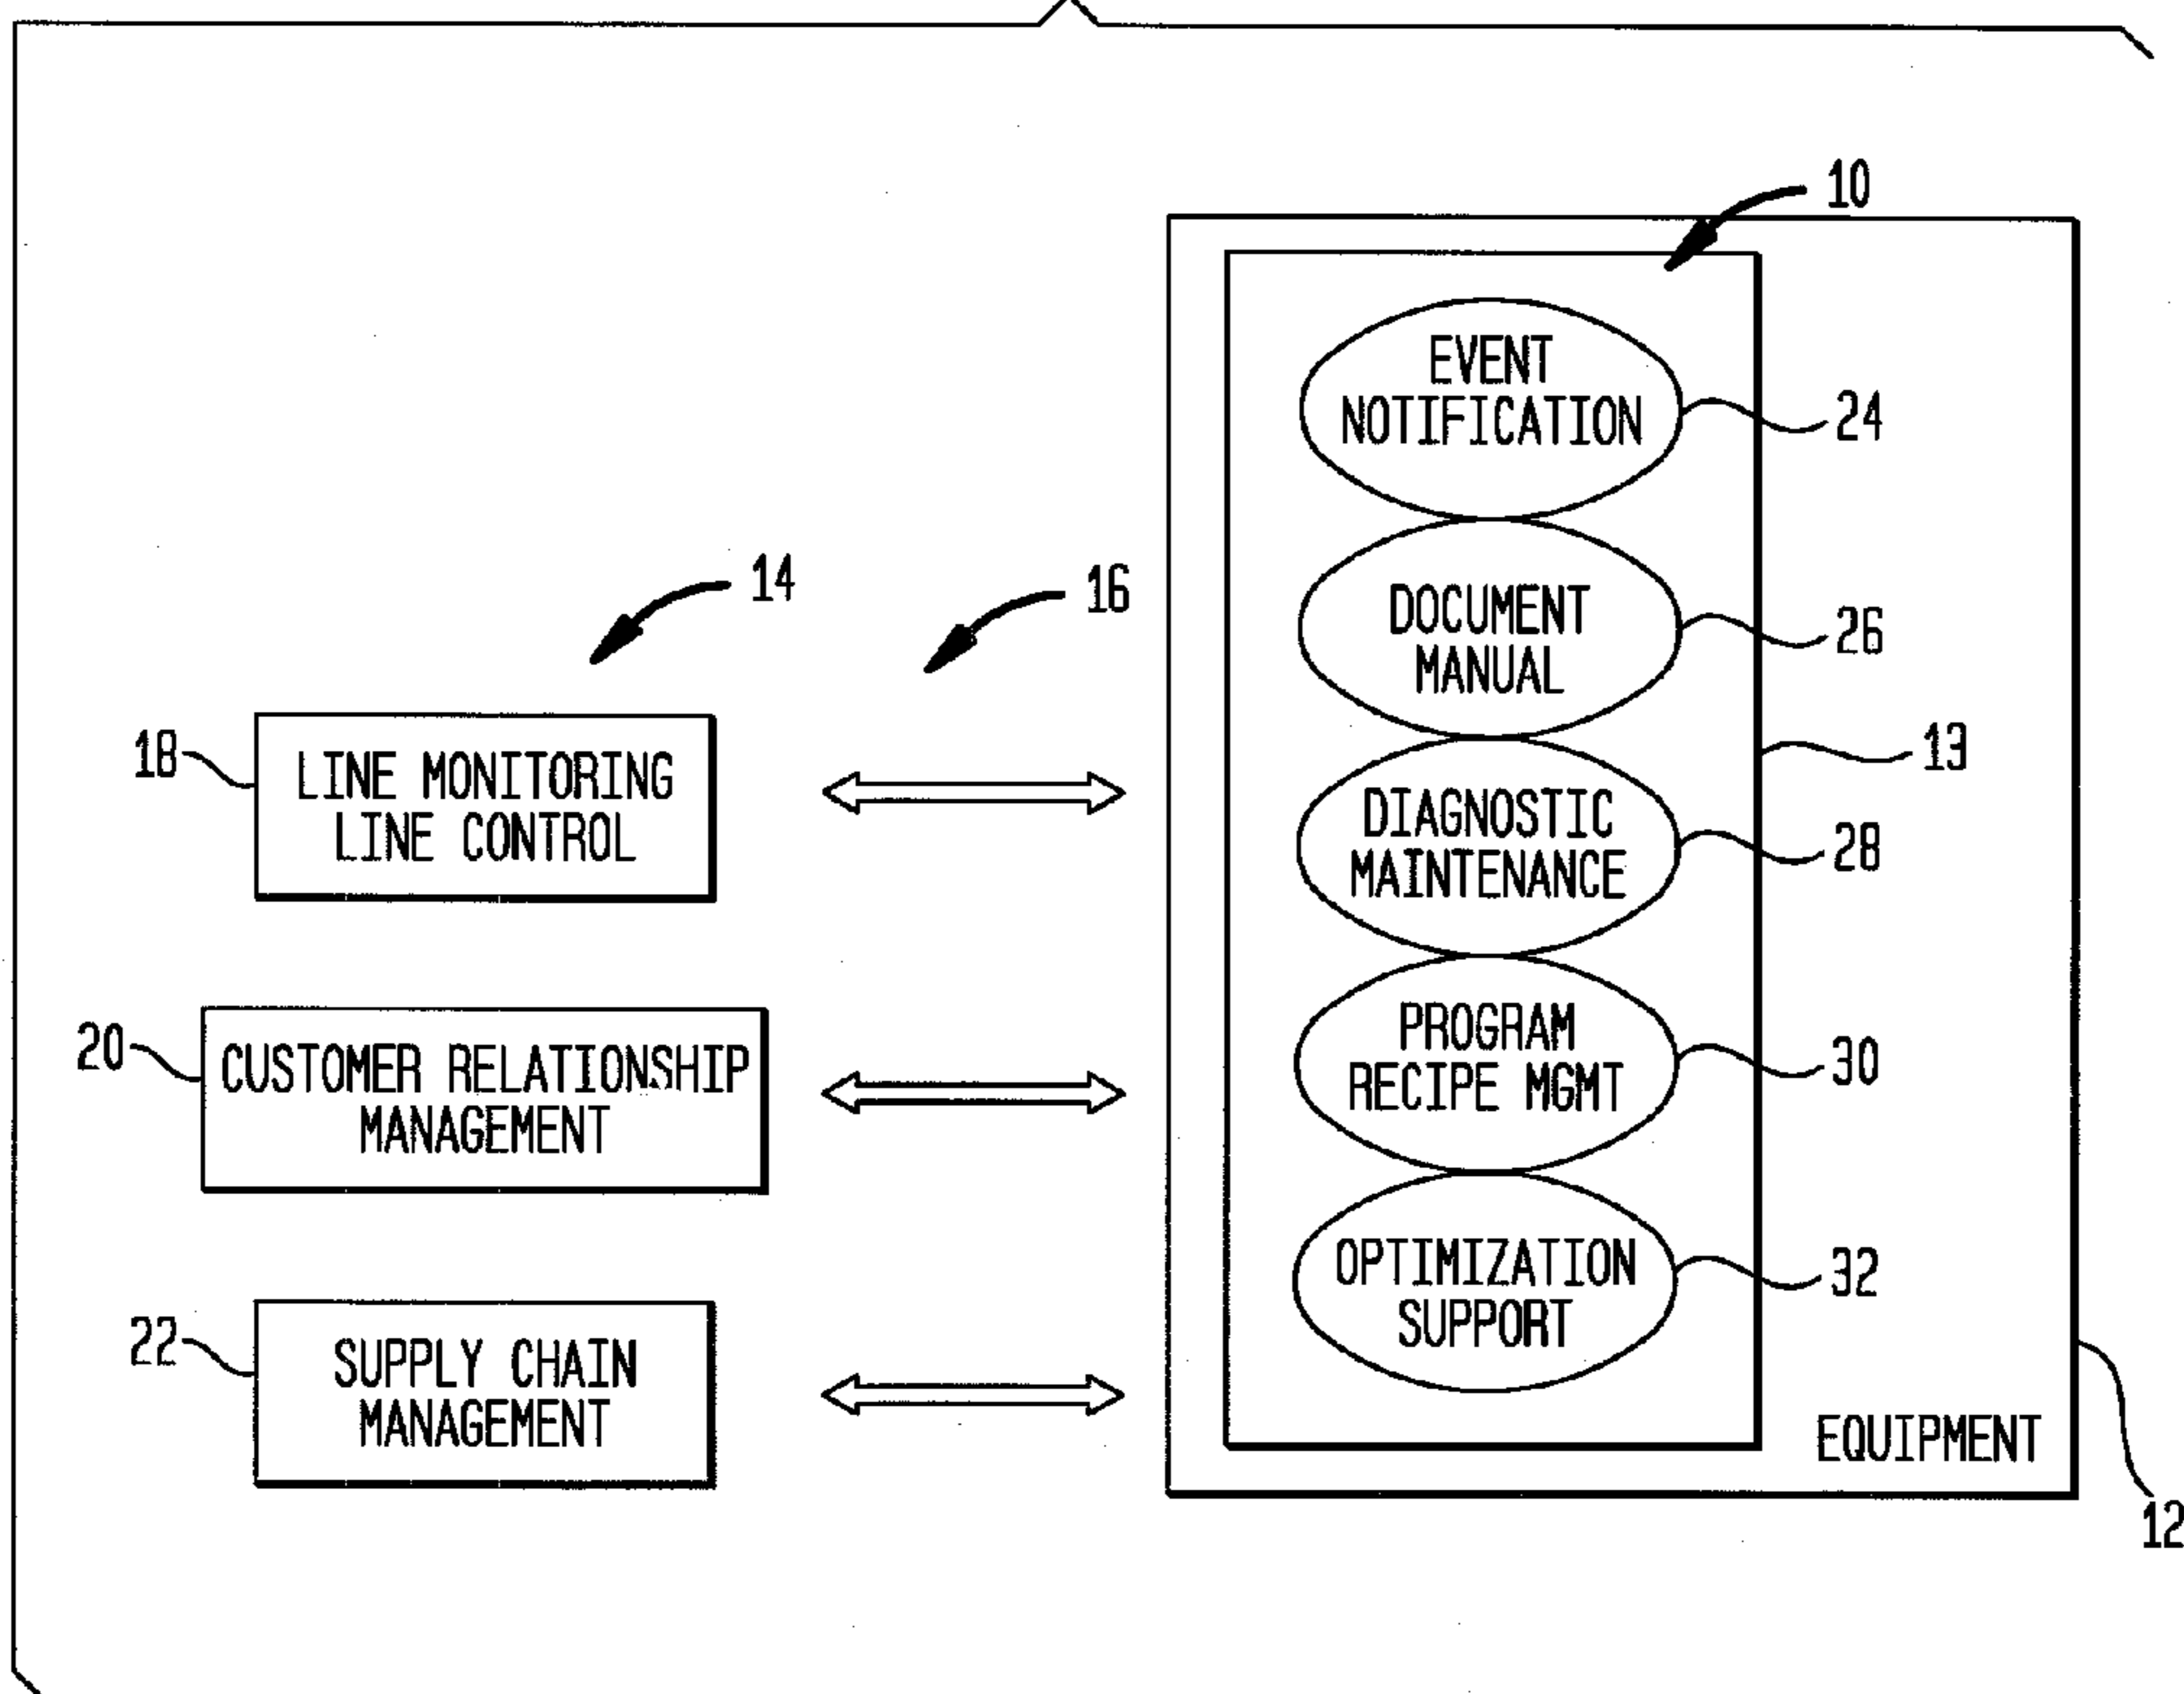 10
EVENT
NOTIFICATION
24
14
16
DOCUMENT
MANUAL
26
18
LINE MONITORING
LINE CONTROL
13
DIAGNOSTIC
MAINTENANCE
28
20
CUSTOMER RELATIONSHIP
MANAGEMENT
PROGRAM
RECIPE MGMT
30
22
SUPPLY CHAIN
MANAGEMENT
OPTIMIZATION
SUPPORT
32
EQUIPMENT
12